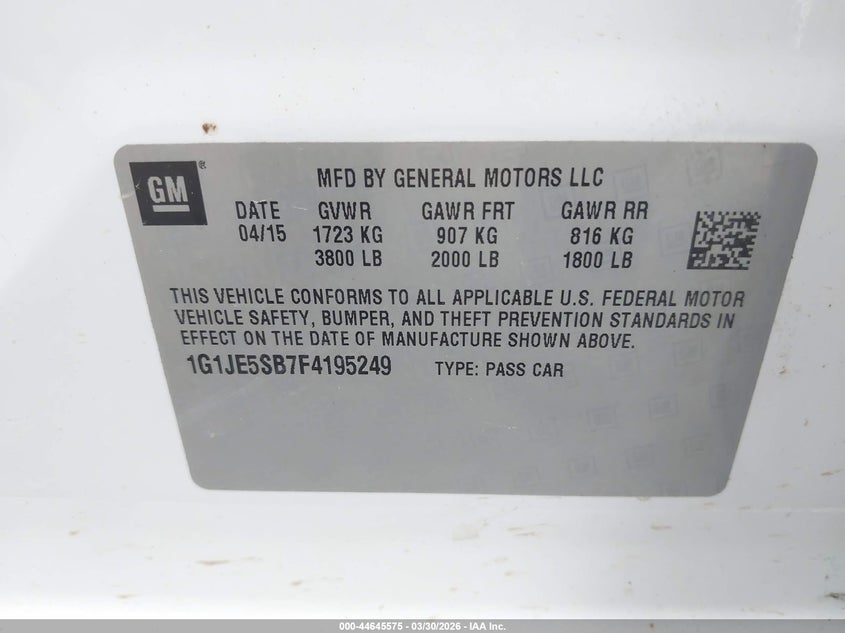 GM®
MFD BY GENERAL MOTORS LLC
DATE GVWR GAWR FRT GAWR RR
04/15 1723 KG 907 KG 816 KG
3800 LB 2000 LB 1800 LB
THIS VEHICLE CONFORMS TO ALL APPLICABLE U.S. FEDERAL MOTOR
VEHICLE SAFETY, BUMPER, AND THEFT PREVENTION STANDARDS IN
EFFECT ON THE DATE OF MANUFACTURE SHOWN ABOVE.
1G1JE5SB7F4195249 TYPE: PASS CAR
000-44645575 — 03/30/2026 — IAA Inc.